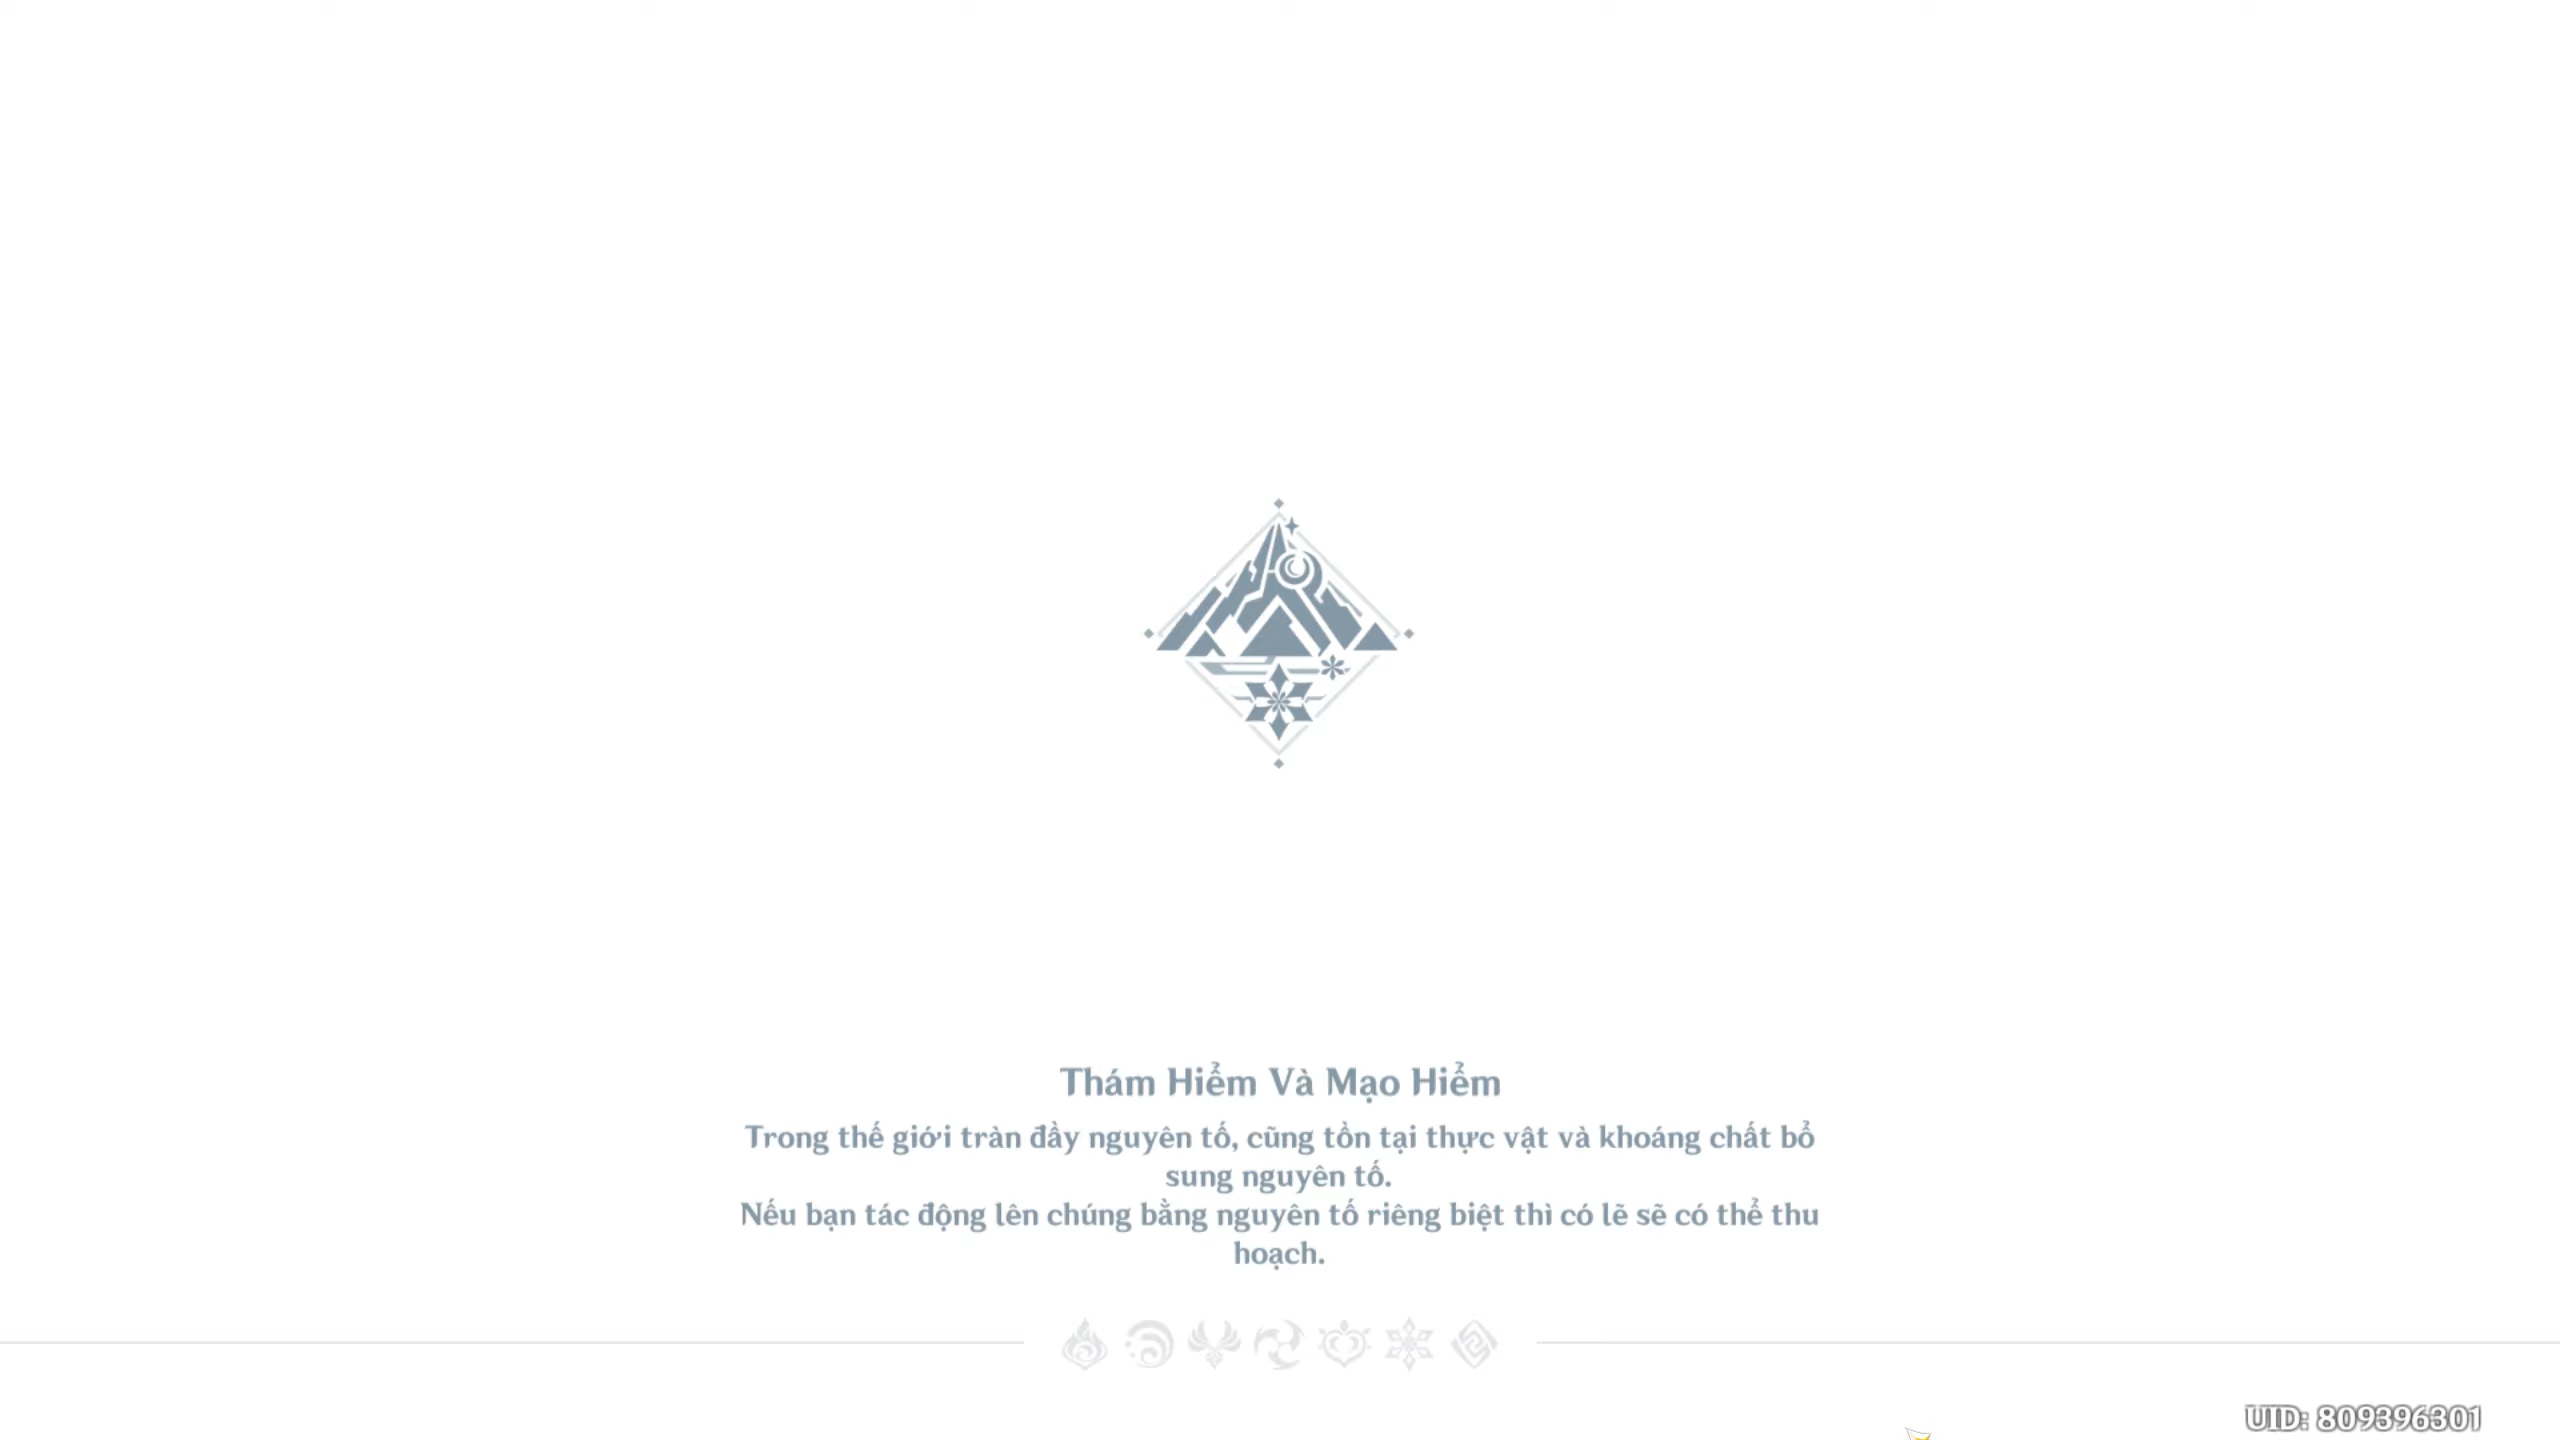 Thám Hiểm Và Mạo Hiểm
Trong thế giới tràn đầy nguyên tố, cũng tồn tại thực vật và khoáng chất bổ
sung nguyên tố.
Nếu bạn tác động lên chúng bằng nguyên tố riêng biệt thì có lẽ sẽ có thể thu
hoạch.
UID: 809396301